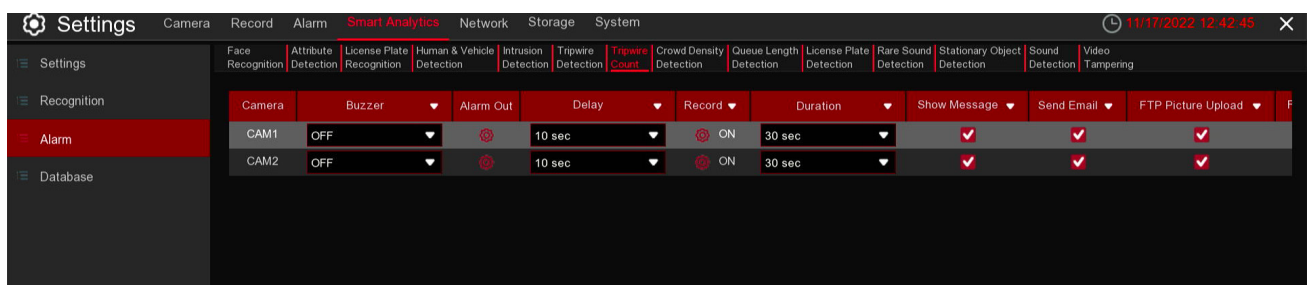 Settings Camera Record Alarm Smart Analytics Network Storage System 11/17/2022 12:42:45
Face Recognition Attribute Detection License Plate Recognition Human & Vehicle Detection Intrusion Detection Tripwire Detection Tripwire Count Crowd Density Detection Queue Length Detection License Plate Detection Rare Sound Detection Stationary Object Detection Sound Detection Video Tampering
Settings
Recognition
Alarm
Database
Camera Buzzer Alarm Out Delay Record Duration Show Message Send Email FTP Picture Upload F
CAM1 OFF 10 sec ON 30 sec
CAM2 OFF 10 sec ON 30 sec